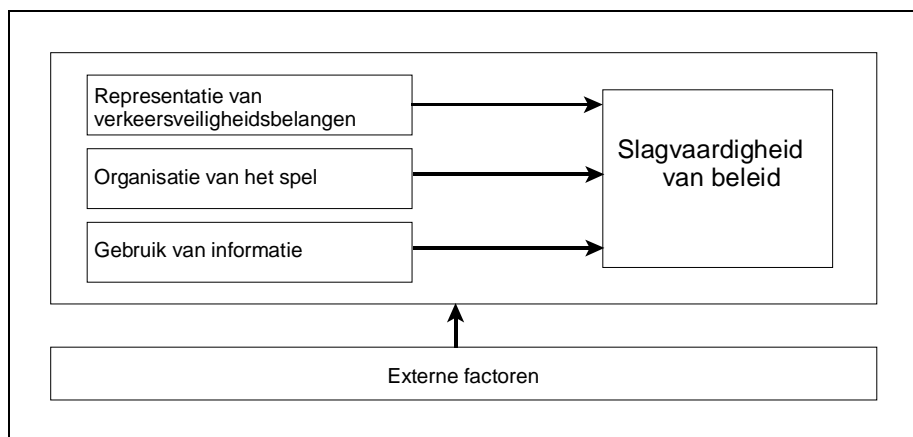 Representatie van
verkeersveiligheidsbelangen
Organisatie van het spel
Gebruik van informatie
Slagvaardigheid
van beleid
Externe factoren